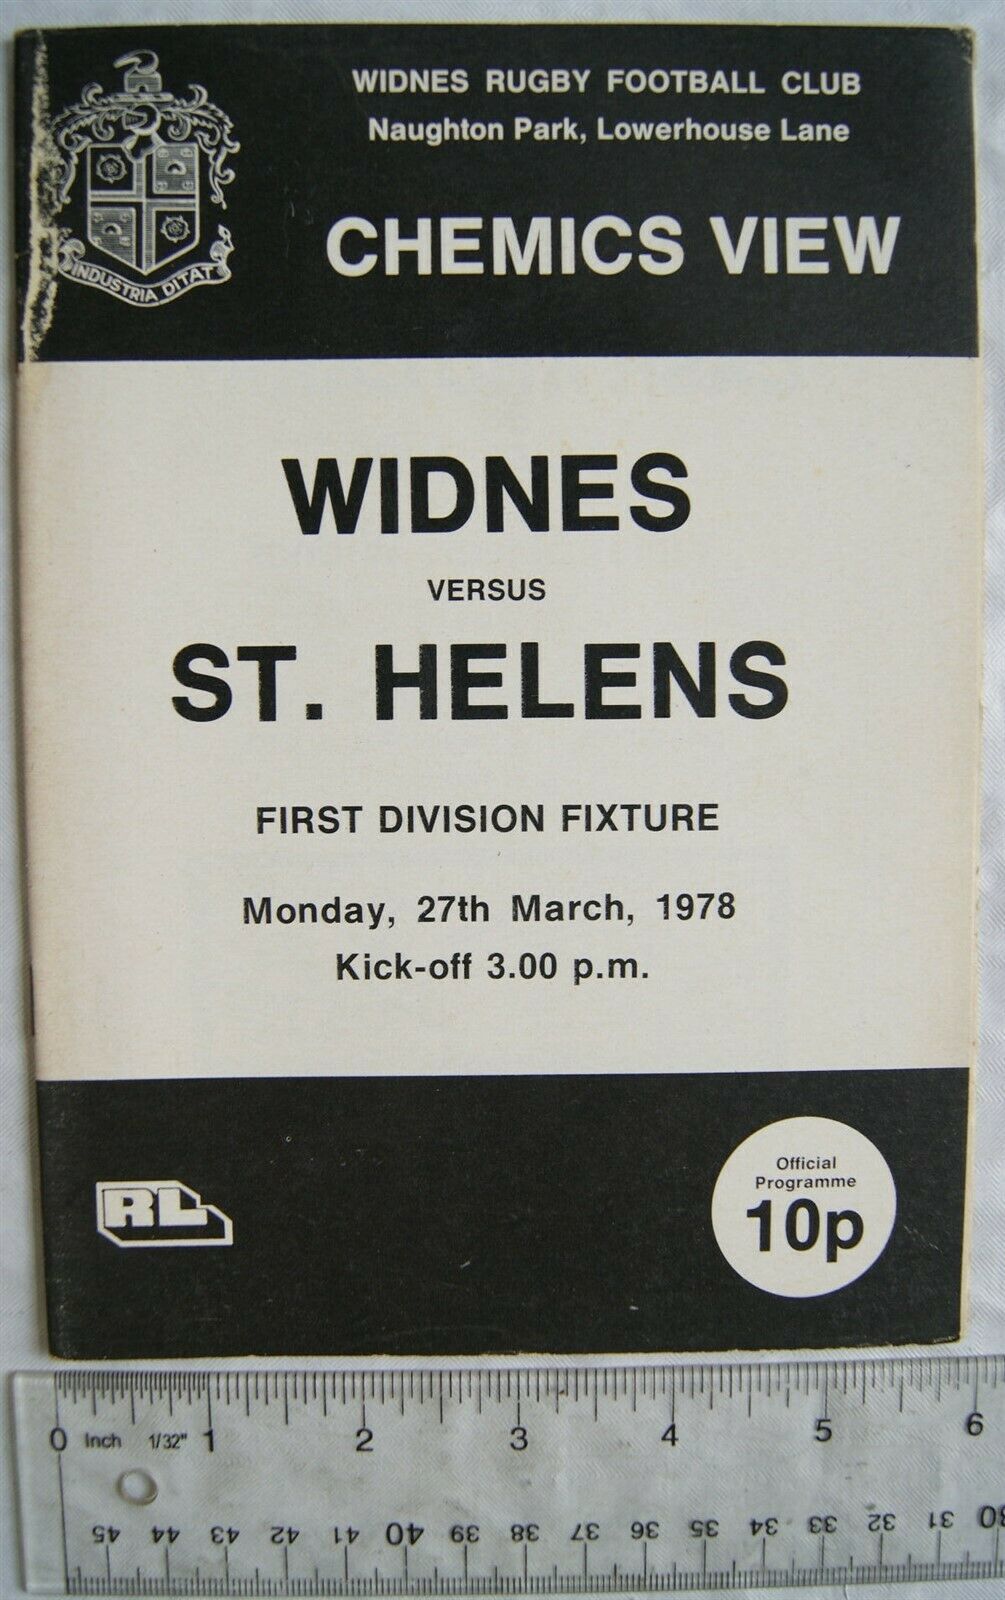 WIDNES RUGBY FOOTBALL CLUB
Naughton Park, Lowerhouse Lane
CHEMICS VIEW
INDUSTRIA DITAT
WIDNES
VERSUS
ST. HELENS
FIRST DIVISION FIXTURE
Monday, 27th March, 1978
Kick-off 3.00 p.m.
RL
Official
Programme
10p
0 Inch 1/32" 1 2 3 4 5 6
45 44 43 42 41 40 39 38 37 36 35 34 33 32 31 30